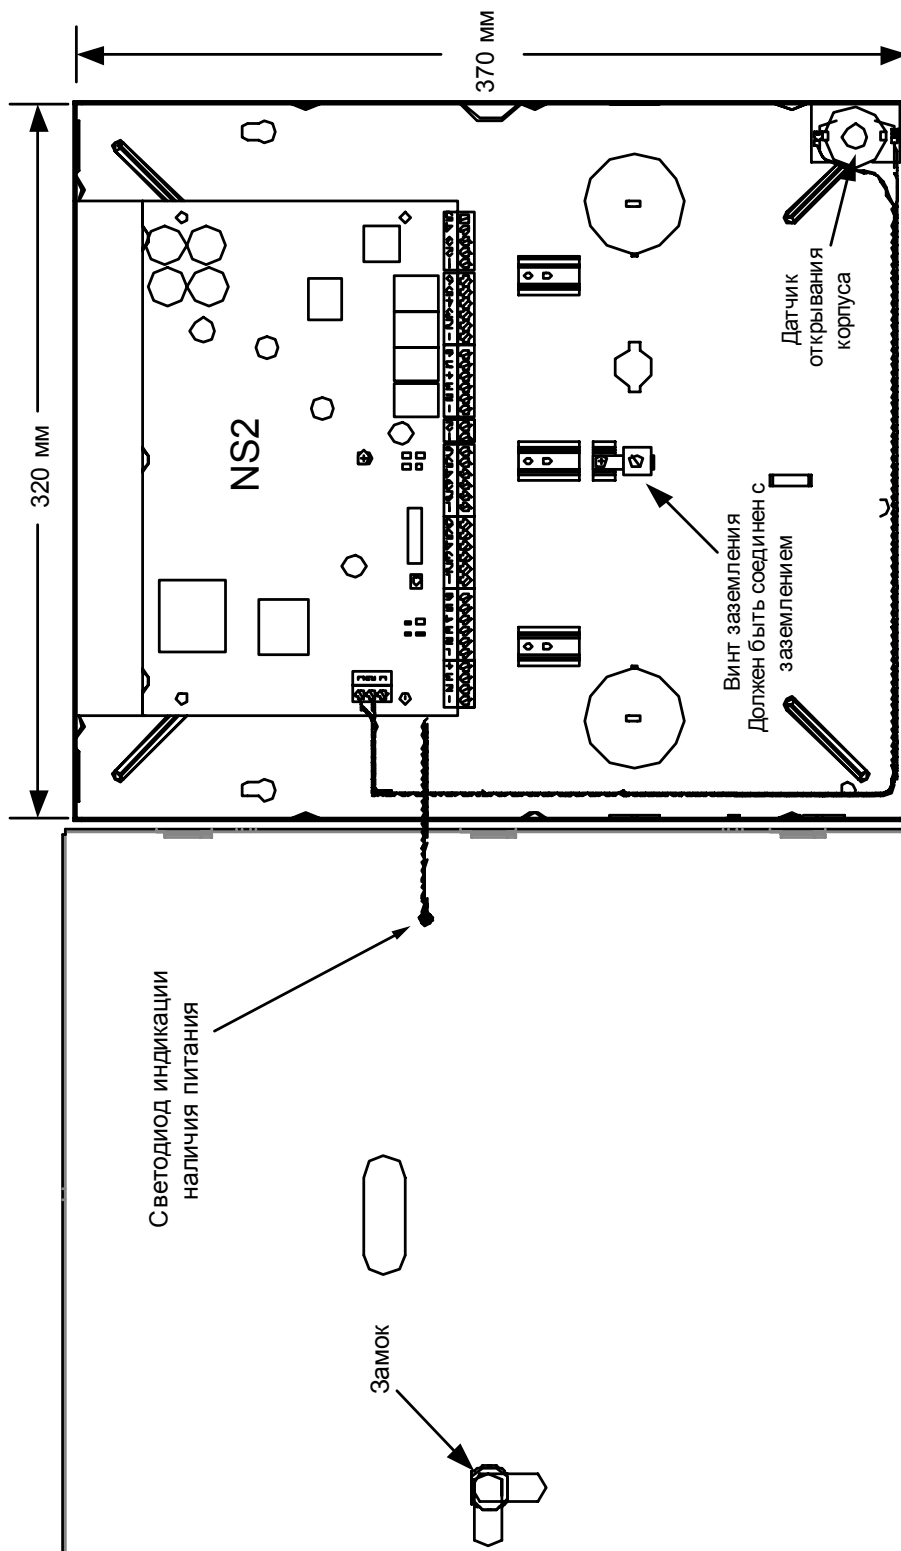 370 мм
320 мм
NS2
Датчик
открывания
корпуса
Винт заземления
Должен быть соединен с
заземлением
Светодиод индикации
наличия питания
Замок